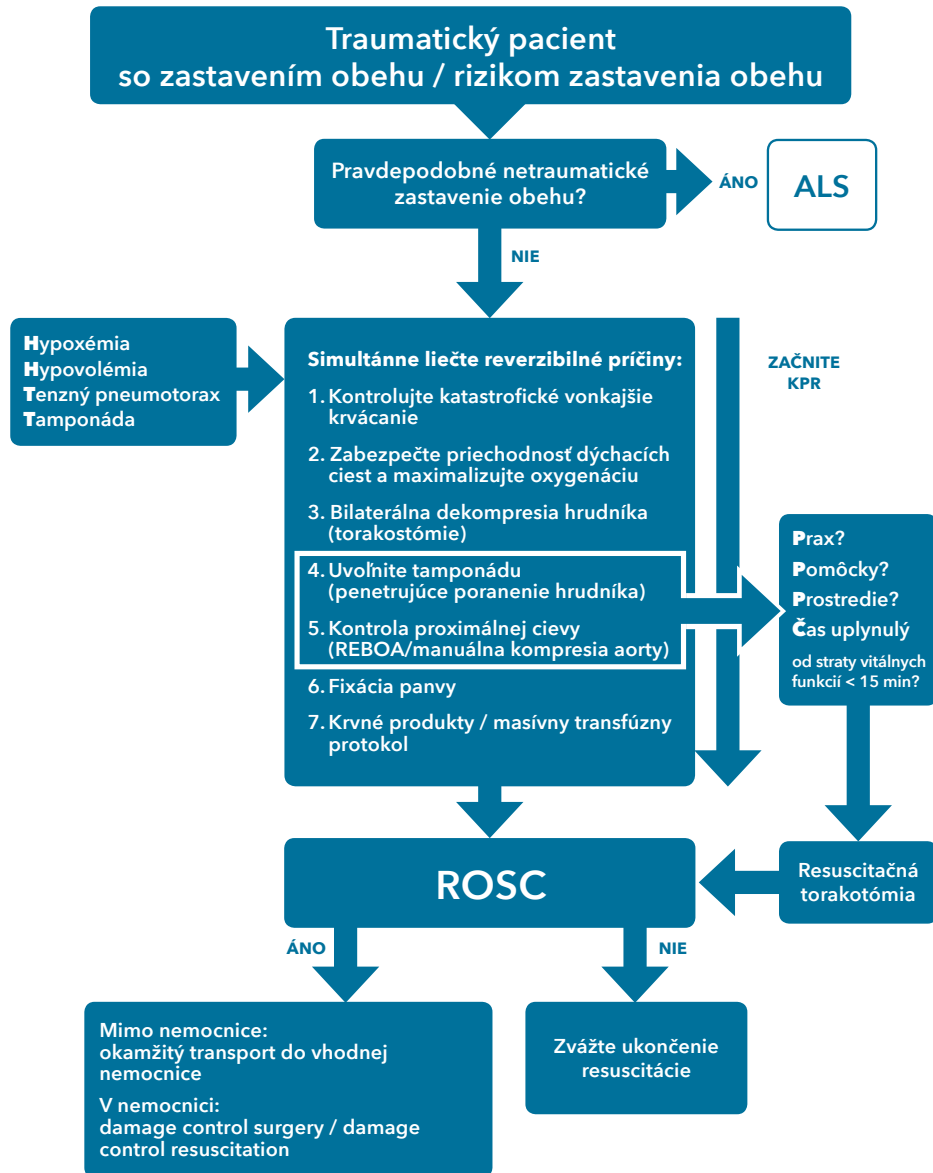 Traumatický pacient
so zastavením obehu / rizikom zastavenia obehu
Pravdepodobné netraumatické
zastavenie obehu?
ÁNO
ALS
NIE
Hypoxémia
Hypovolémia
Tenzný pneumotorax
Tamponáda
Simultánne liečte reverzibilné príčiny:
1. Kontrolujte katastrofické vonkajšie
krvácanie
2. Zabezpečte priechodnosť dýchacích
ciest a maximalizujte oxygenáciu
3. Bilaterálna dekompresia hrudníka
(torakostómie)
4. Uvoľnite tamponádu
(penetrujúce poranenie hrudníka)
5. Kontrola proximálnej cievy
(REBOA/manuálna kompresia aorty)
6. Fixácia panvy
7. Krvné produkty / masívny transfúzny
protokol
ZAČNITE
KPR
Prax?
Pomôcky?
Prostredie?
Čas uplynulý
od straty vitálnych
funkcií < 15 min?
Resuscitačná
torakotómia
ROSC
ÁNO
NIE
Mimo nemocnice:
okamžitý transport do vhodnej
nemocnice
V nemocnici:
damage control surgery / damage
control resuscitation
Zvážte ukončenie
resuscitácie